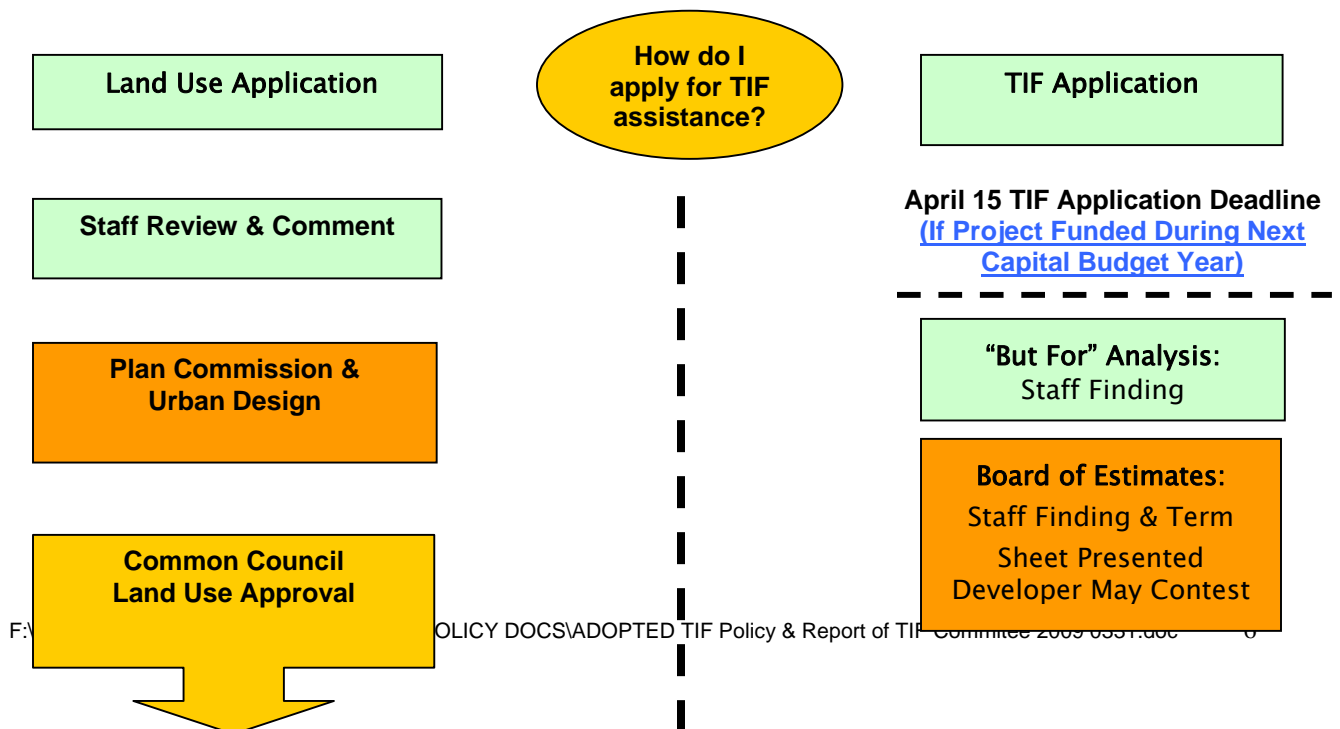 How do I
apply for TIF
assistance?
Land Use Application
Staff Review & Comment
Plan Commission &
Urban Design
Common Council
Land Use Approval
TIF Application
April 15 TIF Application Deadline
(If Project Funded During Next
Capital Budget Year)
“But For” Analysis:
Staff Finding
Board of Estimates:
Staff Finding & Term
Sheet Presented
Developer May Contest
F:\ OLICY DOCS\ADOPTED TIF Policy & Report of TIF